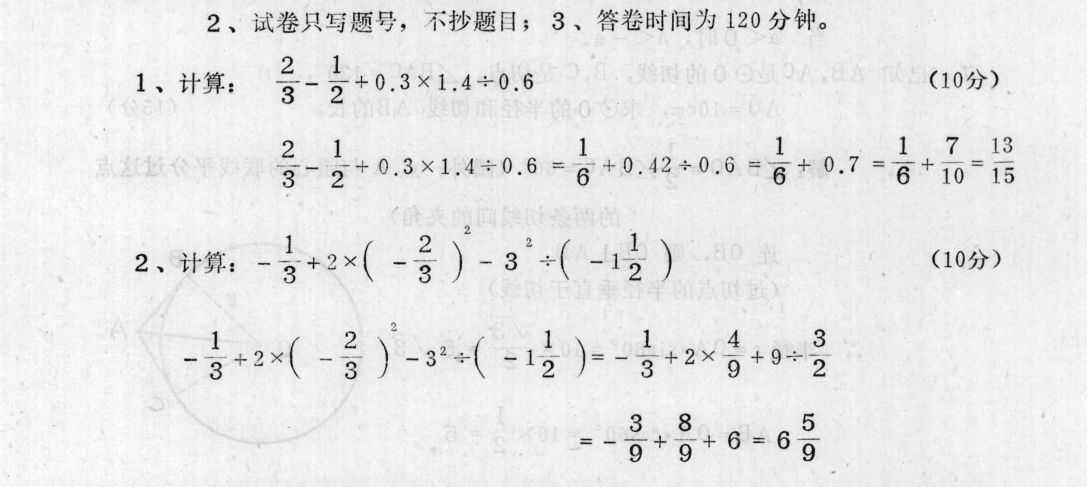 2、试卷只写题号，不抄题目；3、答卷时间为120分钟。
1、计算： 2/3 - 1/2 + 0.3×1.4÷0.6 （10分）
2/3 - 1/2 + 0.3×1.4÷0.6 = 1/6 + 0.42÷0.6 = 1/6 + 0.7 = 1/6 + 7/10 = 13/15
2、计算： -1/3 + 2×( -2/3 )² - 3² ÷( -1 1/2 ) （10分）
-1/3 + 2×( -2/3 )² - 3² ÷( -1 1/2 ) = -1/3 + 2× 4/9 + 9÷ 3/2
= -3/9 + 8/9 + 6 = 6 5/9